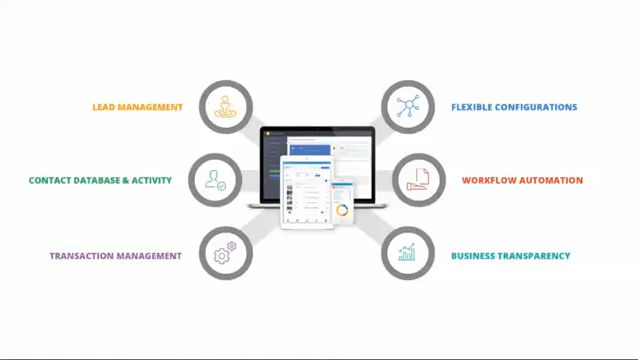 LEAD MANAGEMENT
FLEXIBLE CONFIGURATIONS
CONTACT DATABASE & ACTIVITY
WORKFLOW AUTOMATION
TRANSACTION MANAGEMENT
BUSINESS TRANSPARENCY